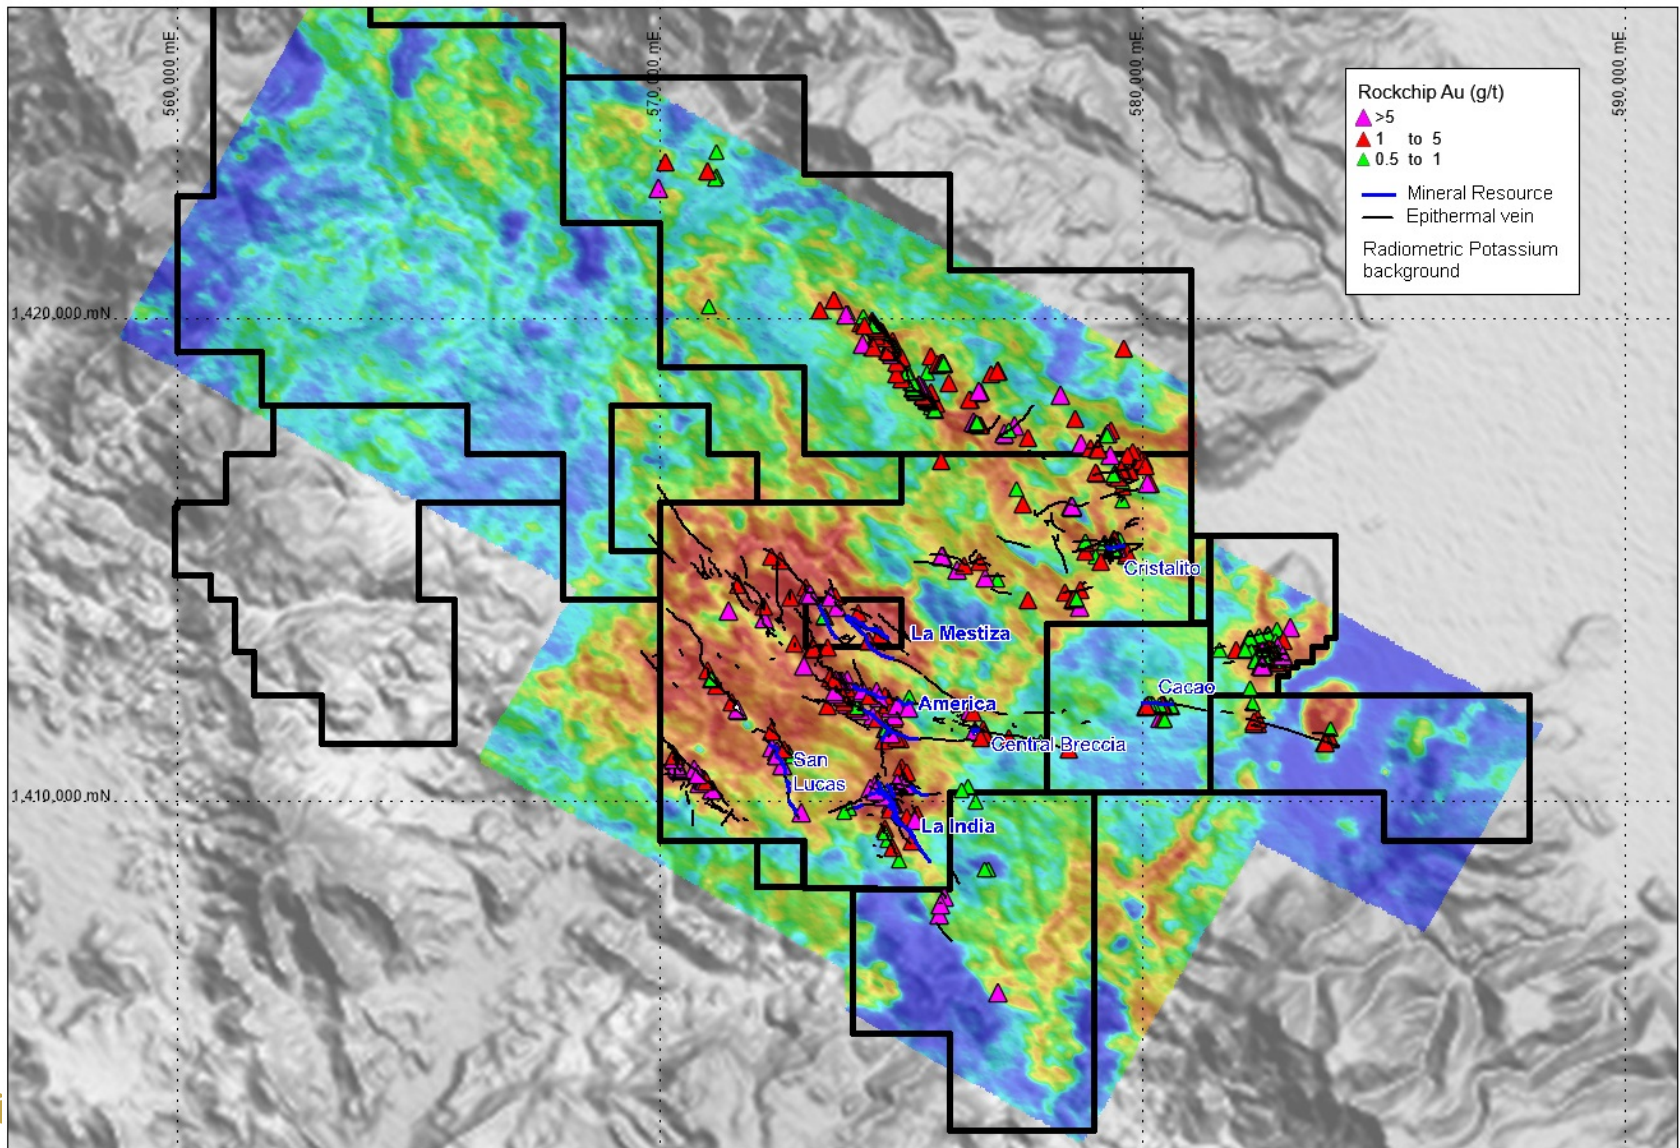 560,000 mE
570,000 mE
580,000 mE
590,000 mE
Rockchip Au (g/t)
>5
1 to 5
0.5 to 1
Mineral Resource
Epithermal vein
Radiometric Potassium
background
1,420,000 mN
Cristalito
La Mestiza
Cacao
America
Central Breccia
San
Lucas
1,410,000 mN
La India